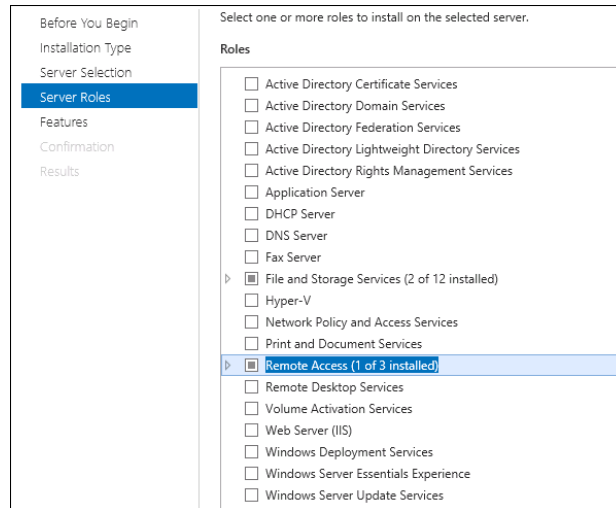 Before You Begin
Installation Type
Server Selection
Server Roles
Features
Confirmation
Results
Select one or more roles to install on the selected server.
Roles
Active Directory Certificate Services
Active Directory Domain Services
Active Directory Federation Services
Active Directory Lightweight Directory Services
Active Directory Rights Management Services
Application Server
DHCP Server
DNS Server
Fax Server
File and Storage Services (2 of 12 installed)
Hyper-V
Network Policy and Access Services
Print and Document Services
Remote Access (1 of 3 installed)
Remote Desktop Services
Volume Activation Services
Web Server (IIS)
Windows Deployment Services
Windows Server Essentials Experience
Windows Server Update Services